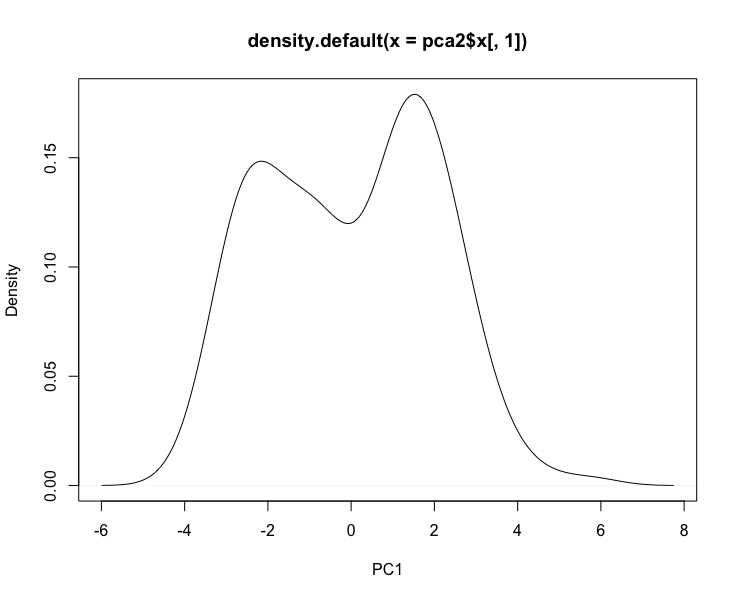 density.default(x = pca2$x[, 1])
Density
0.15
0.10
0.05
0.00
-6 -4 -2 0 2 4 6 8
PC1